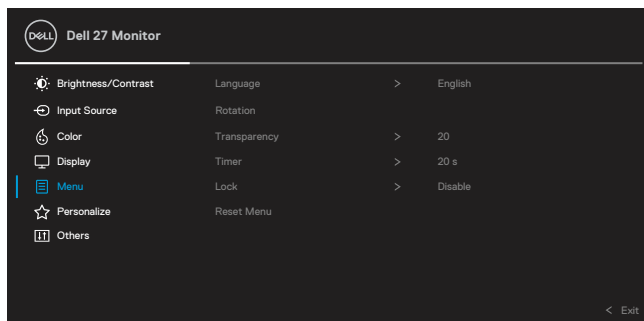 DELL Dell 27 Monitor
Brightness/Contrast Language > English
Input Source Rotation
Color Transparency > 20
Display Timer > 20 s
Menu Lock > Disable
Personalize Reset Menu
Others
< Exit